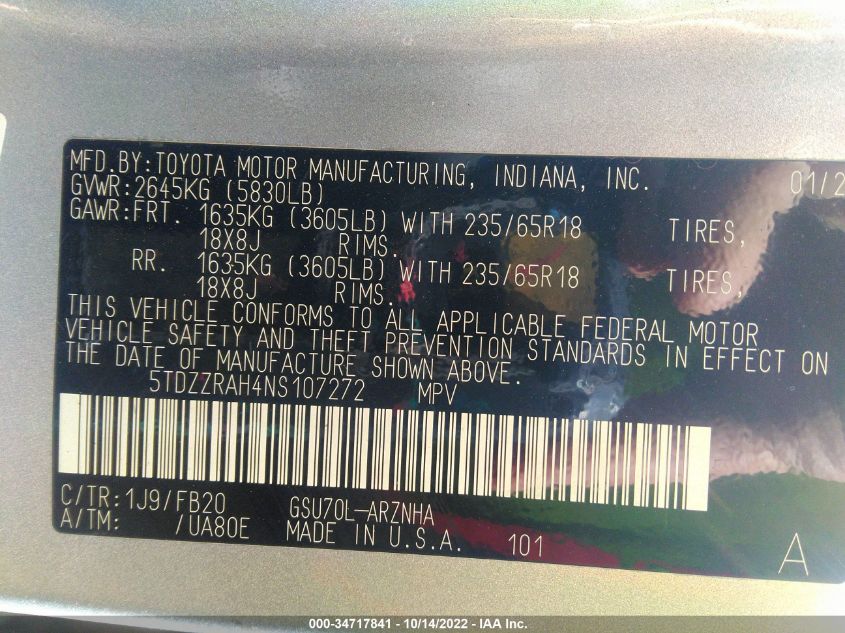 MFD.BY:TOYOTA MOTOR MANUFACTURING, INDIANA, INC. 01/2
GVWR:2645KG (5830LB)
GAWR:FRT. 1635KG (3605LB) WITH 235/65R18 TIRES,
18X8J RIMS.
RR. 1635KG (3605LB) WITH 235/65R18 TIRES,
18X8J RIMS.
THIS VEHICLE CONFORMS TO ALL APPLICABLE FEDERAL MOTOR
VEHICLE SAFETY AND THEFT PREVENTION STANDARDS IN EFFECT ON
THE DATE OF MANUFACTURE SHOWN ABOVE.
5TDZZRAH4NS107272 MPV
C/TR:1J9/FB20 GSU70L-ARZNHA
A/TM: /UA80E MADE IN U.S.A. 101 A
000-34717841 - 10/14/2022 - IAA Inc.